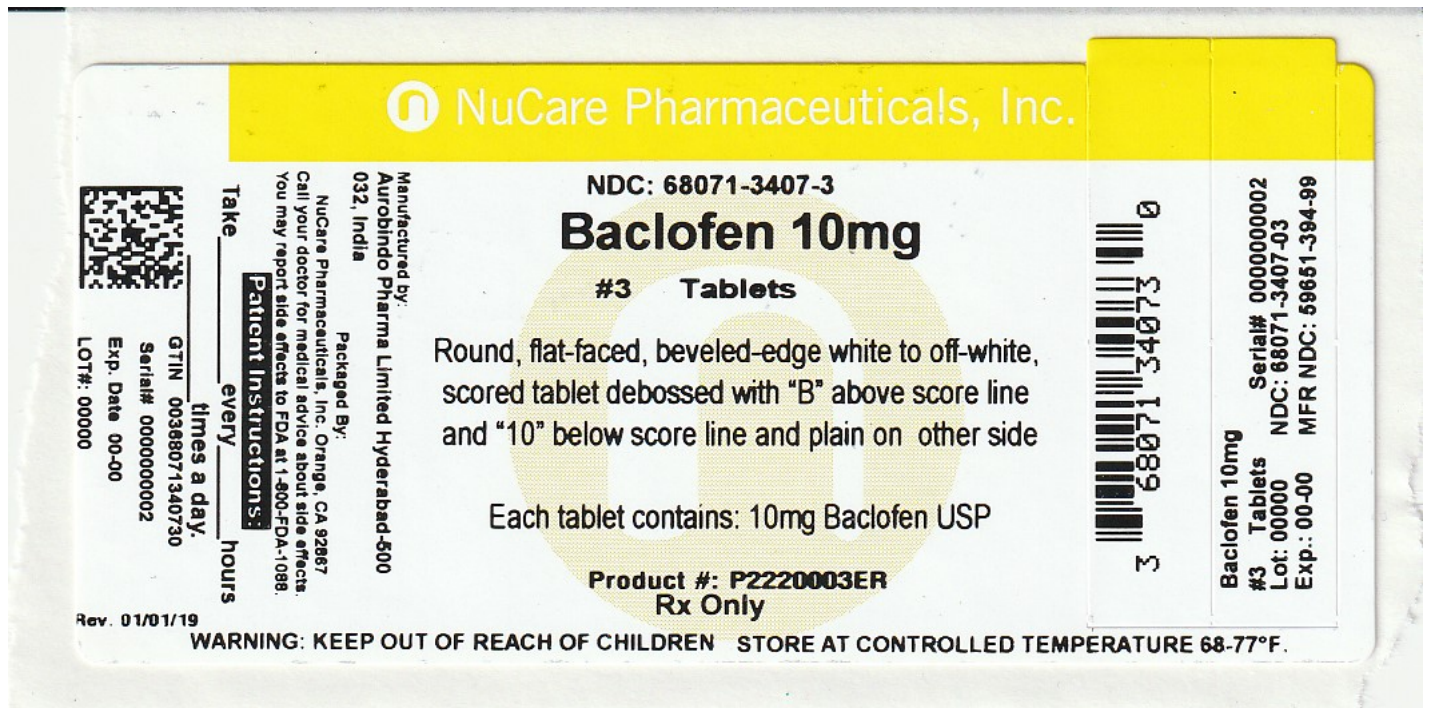 NuCare Pharmaceuticals, Inc.
NDC: 68071-3407-3
Baclofen 10mg
#3 Tablets
Round, flat-faced, beveled-edge white to off-white,
scored tablet debossed with “B” above score line
and “10” below score line and plain on other side
Each tablet contains: 10mg Baclofen USP
Product #: P2220003ER
Rx Only
WARNING: KEEP OUT OF REACH OF CHILDREN STORE AT CONTROLLED TEMPERATURE 68-77°F.
Rev. 01/01/19
Manufactured by:
Aurobindo Pharma Limited Hyderabad-500
032, India
Packaged By:
NuCare Pharmaceuticals, Inc. Orange, CA 92867
Call your doctor for medical advice about side effects.
You may report side effects to FDA at 1-800-FDA-1088.
Patient Instructions:
Take______every______hours
______times a day.
GTIN 00368071340730
Serial# 0000000002
Exp. Date 00-00
LOT#: 00000
3 68071 34073 0
Baclofen 10mg
#3 Tablets Serial# 0000000002
Lot: 00000 NDC: 68071-3407-03
Exp.: 00-00 MFR NDC: 59651-394-99